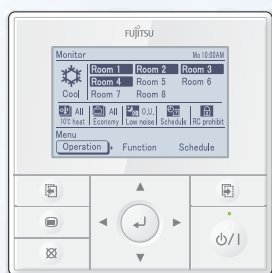 FUJITSU
Monitor Mo 10:00AM
Room 1 Room 2 Room 3
Room 4 Room 5 Room 6
Cool Room 7 Room 8
All All O.U.
10℃ heat Economy Low noise Schedule RC prohibit
Menu
Operation Function Schedule